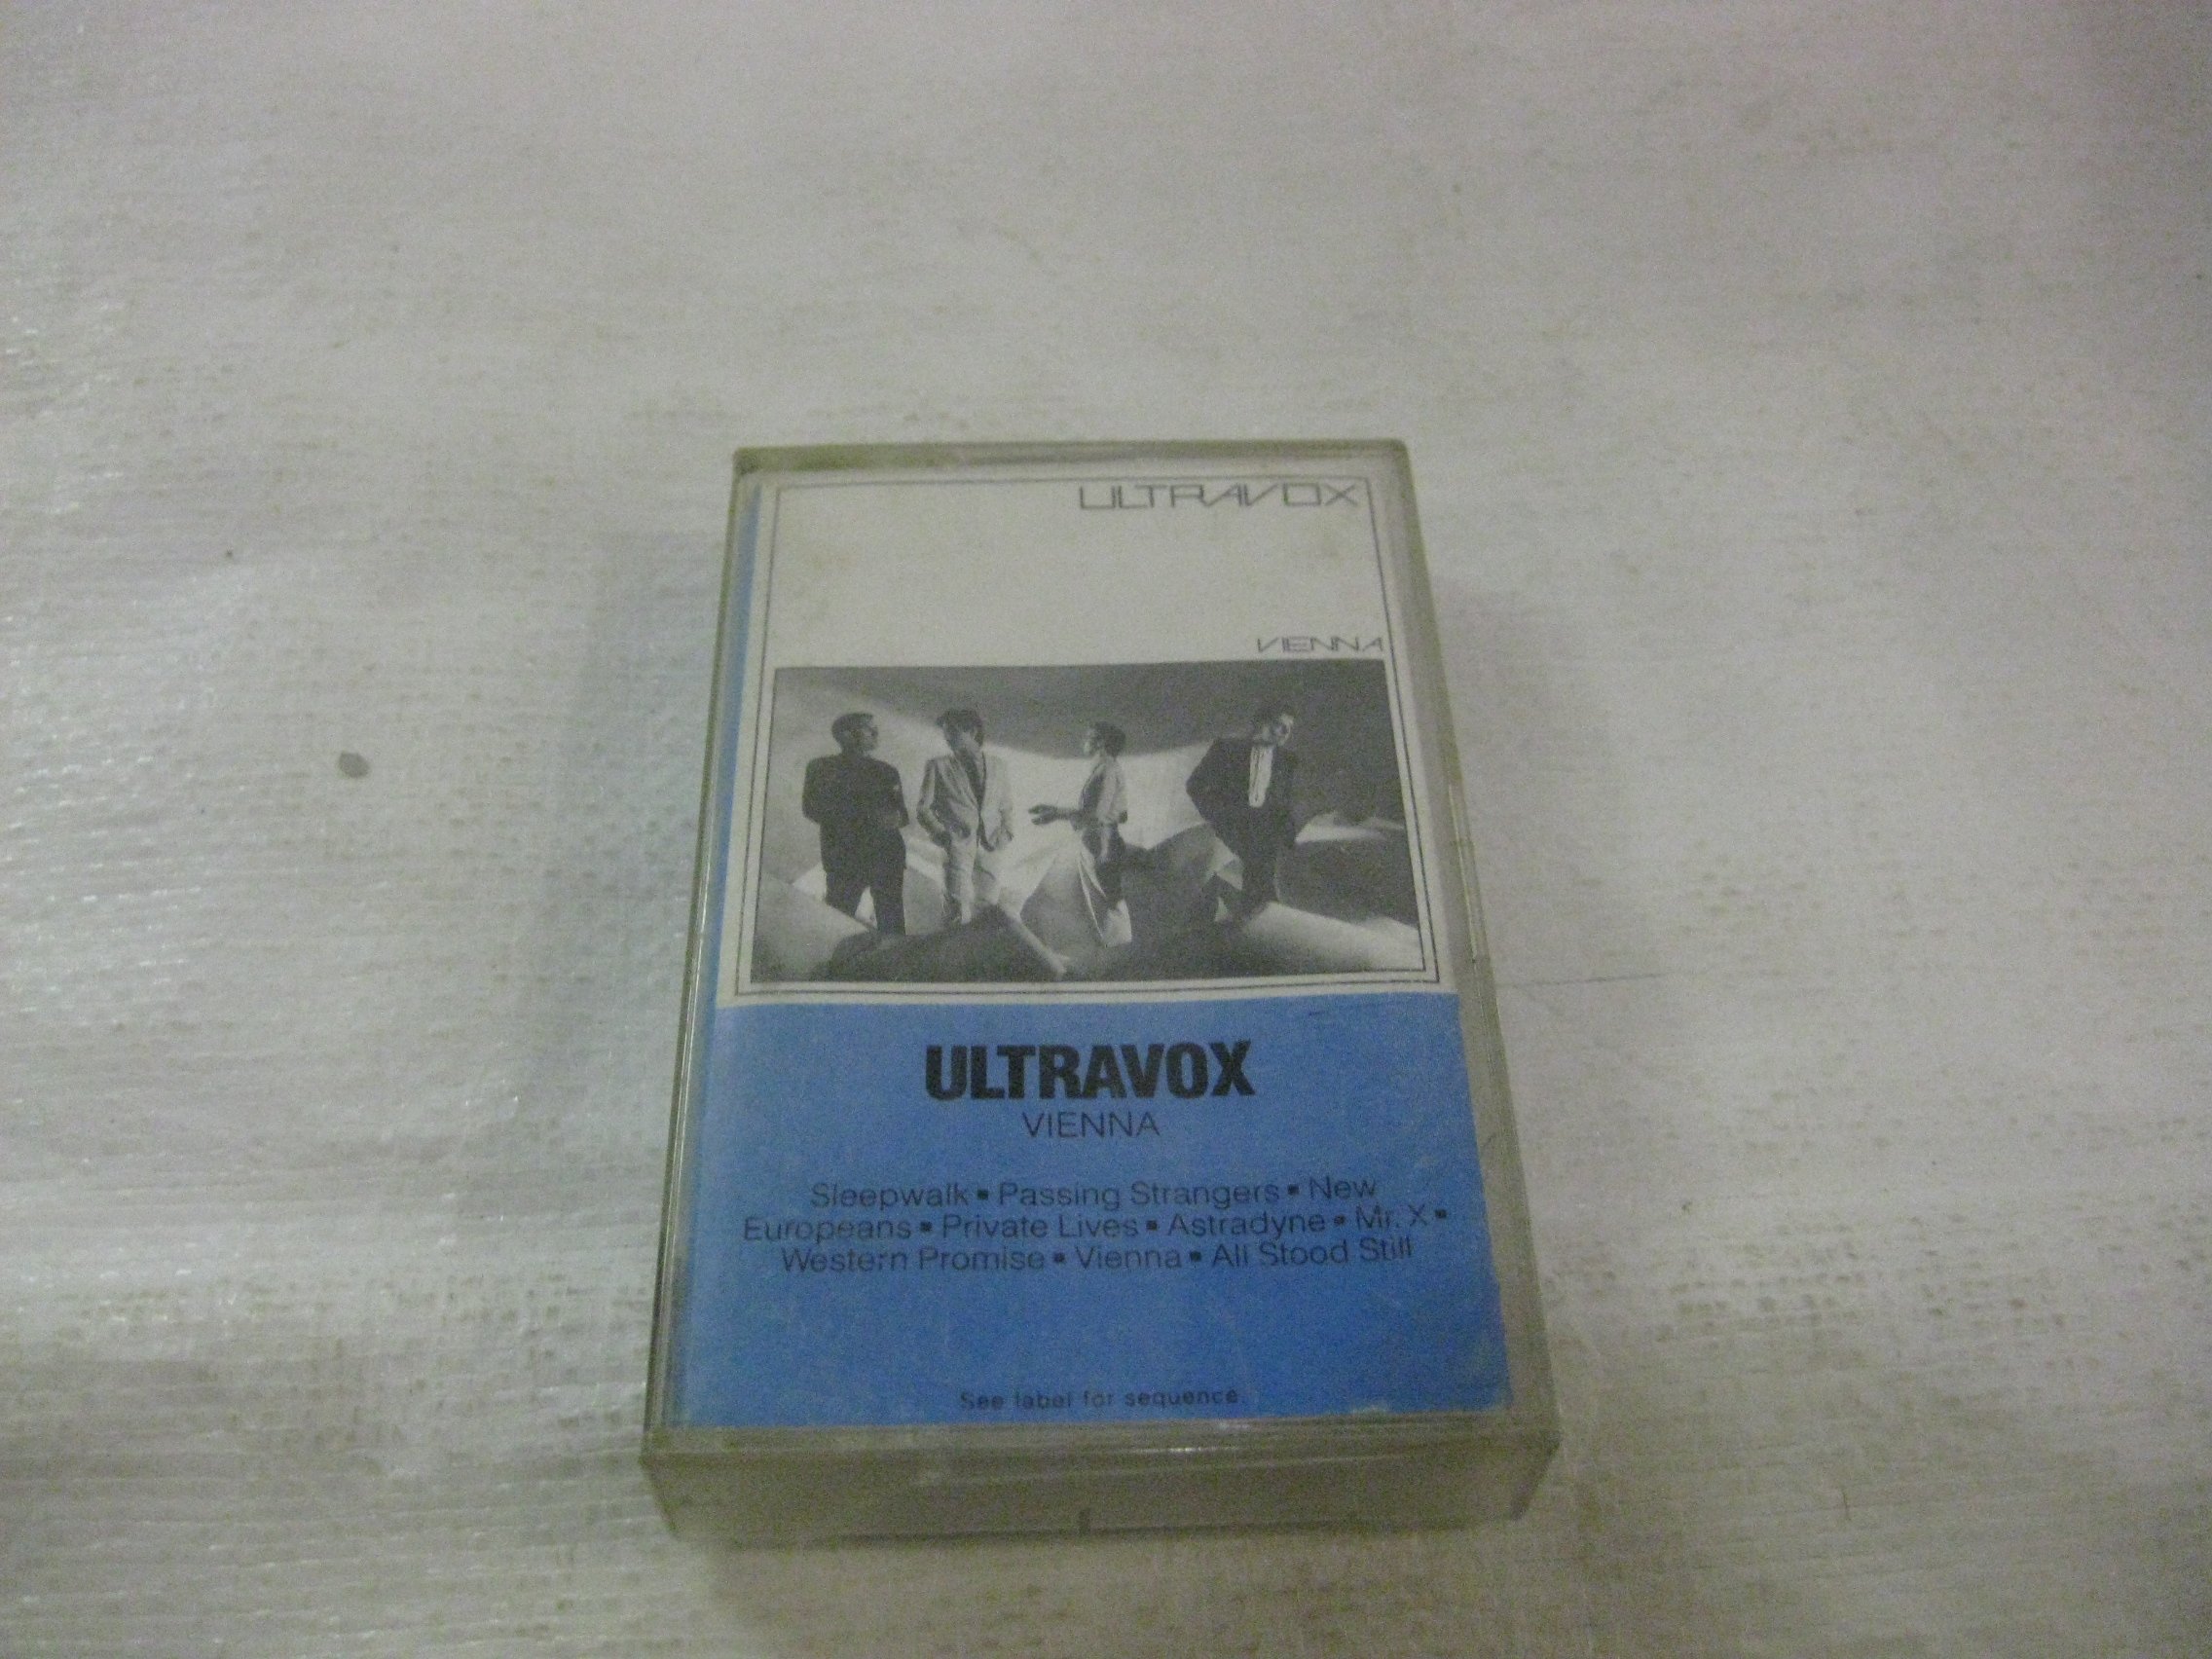 ULTRAVOX
VIENNA
ULTRAVOX
VIENNA
Sleepwalk ▪ Passing Strangers ▪ New
Europeans ▪ Private Lives ▪ Astradyne ▪ Mr. X ▪
Western Promise ▪ Vienna ▪ All Stood Still
See label for sequence.